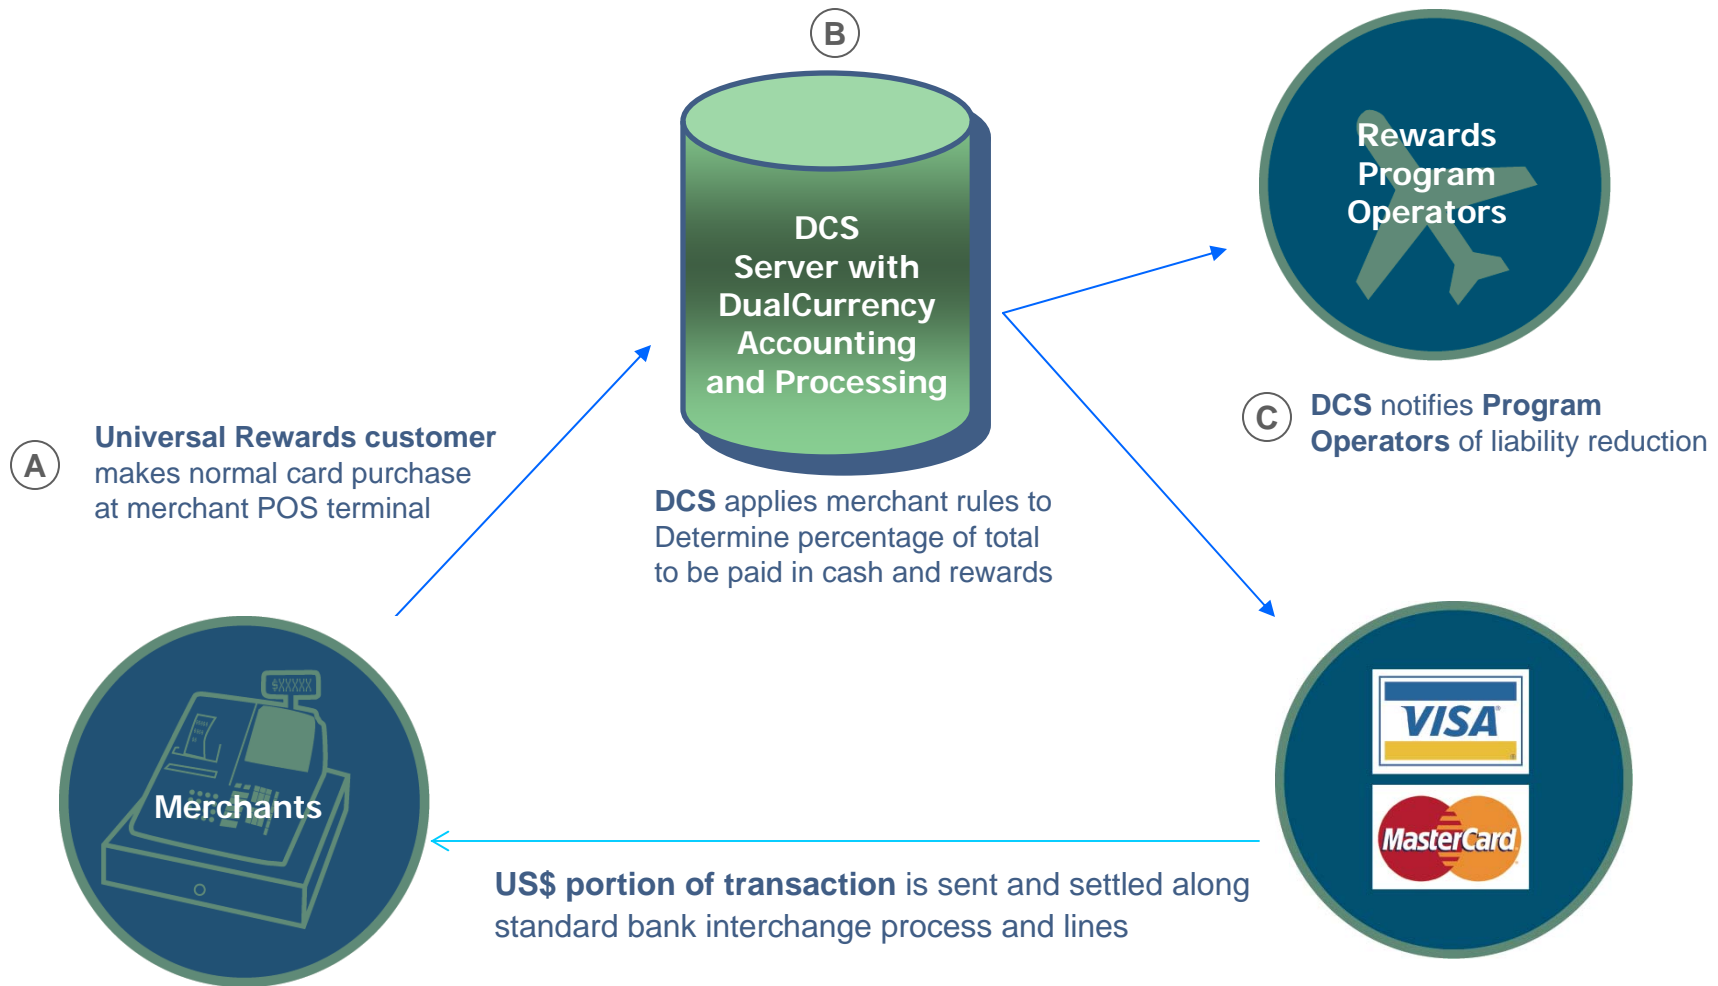 B
DCS
Server with
DualCurrency
Accounting
and Processing
Rewards
Program
Operators
A
Universal Rewards customer
makes normal card purchase
at merchant POS terminal
DCS applies merchant rules to
Determine percentage of total
to be paid in cash and rewards
C
DCS notifies Program
Operators of liability reduction
$XXXXX
Merchants
VISA
MasterCard
US$ portion of transaction is sent and settled along
standard bank interchange process and lines